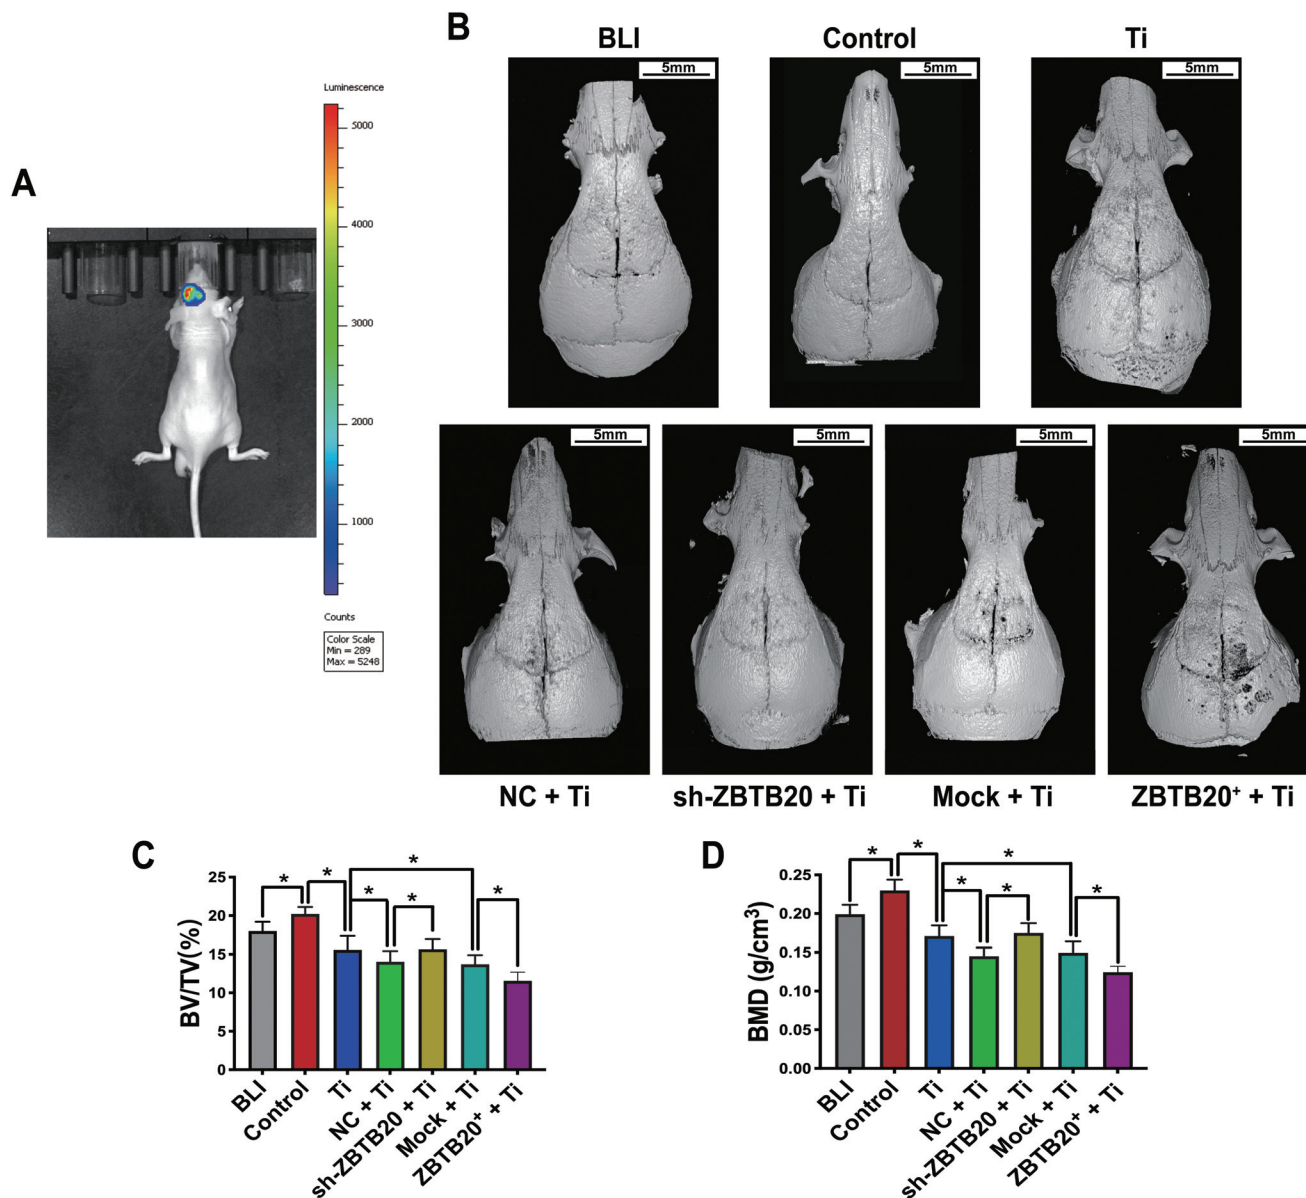 A
Luminescence
5000
4000
3000
2000
1000
Counts
Color Scale
Min = 289
Max = 5248
B
BLI
Control
Ti
5mm
5mm
5mm
5mm
5mm
5mm
5mm
NC + Ti
sh-ZBTB20 + Ti
Mock + Ti
ZBTB20⁺ + Ti
C
BV/TV(%)
25
20
15
10
5
0
*
*
*
*
*
*
BLI
Control
Ti
NC + Ti
sh-ZBTB20 + Ti
Mock + Ti
ZBTB20⁺ + Ti
D
BMD (g/cm³)
0.25
0.20
0.15
0.10
0.05
0.00
*
*
*
*
*
*
BLI
Control
Ti
NC + Ti
sh-ZBTB20 + Ti
Mock + Ti
ZBTB20⁺ + Ti